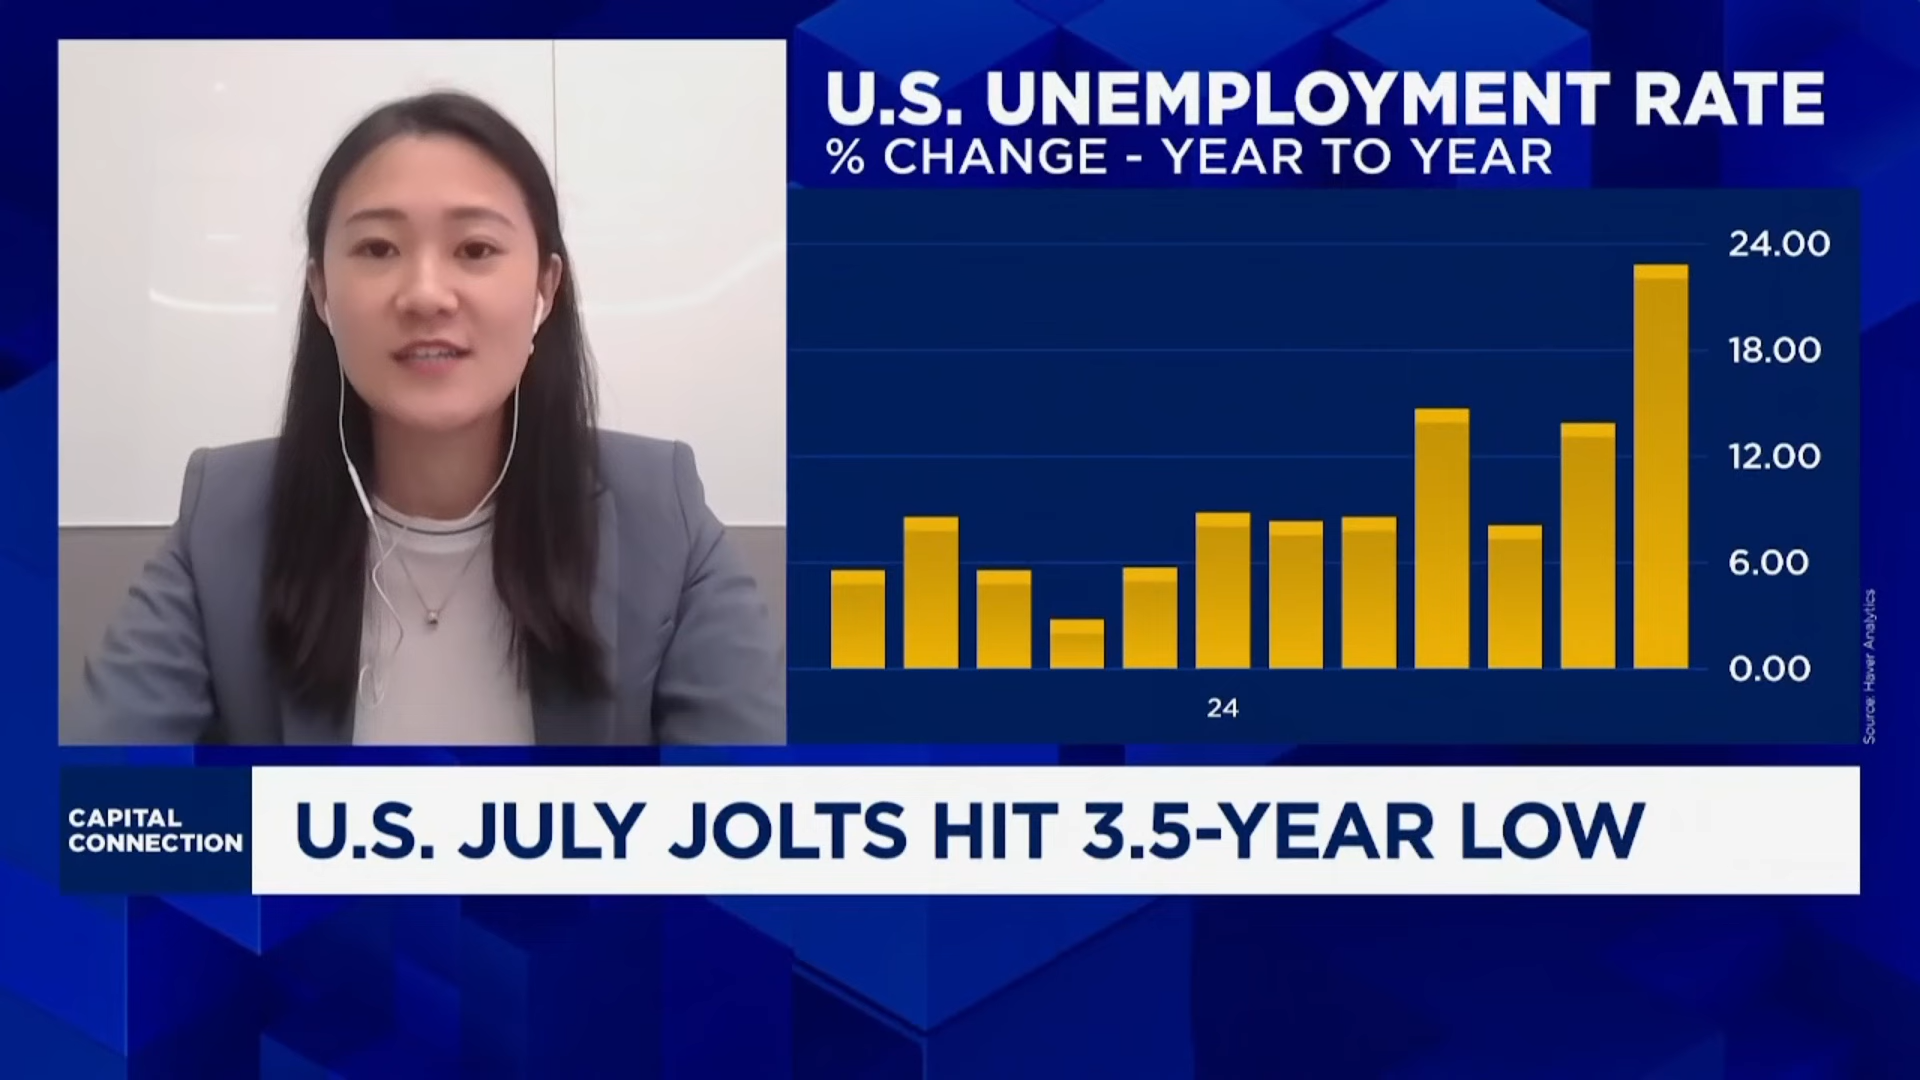 U.S. UNEMPLOYMENT RATE
% CHANGE - YEAR TO YEAR
24.00
18.00
12.00
6.00
0.00
24
Source: Haver Analytics
CAPITAL
CONNECTION
U.S. JULY JOLTS HIT 3.5-YEAR LOW